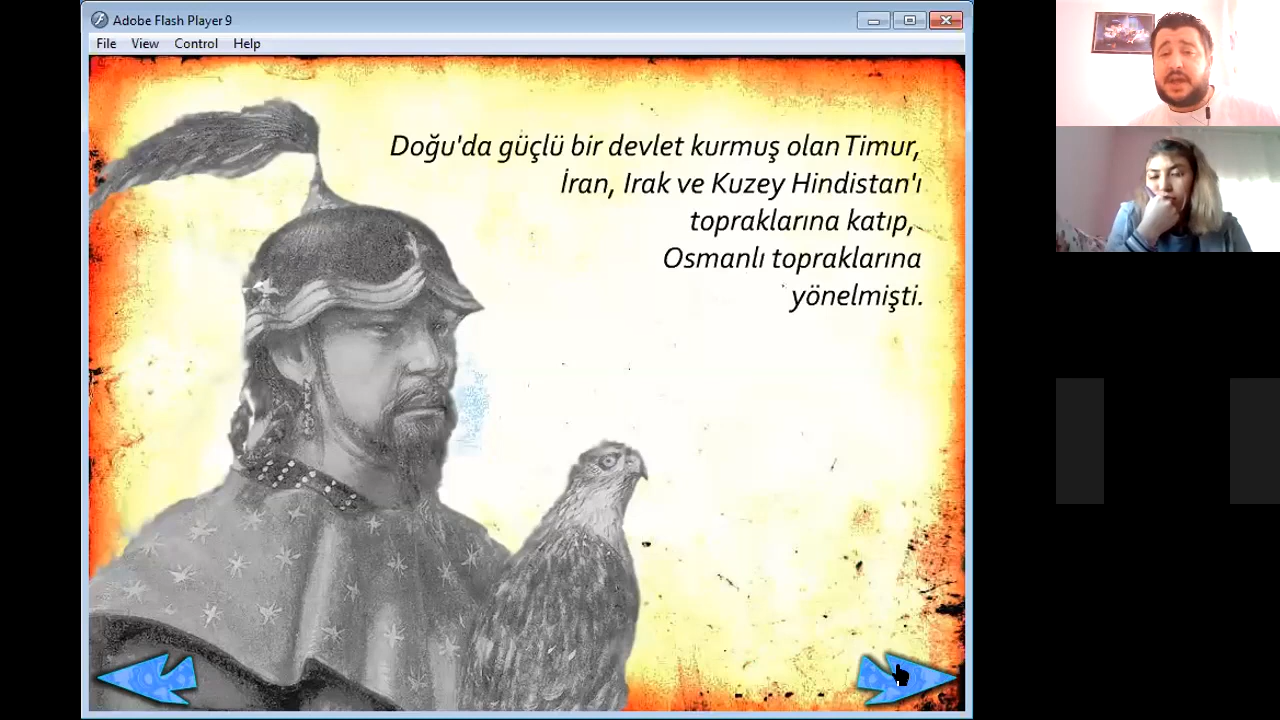 Adobe Flash Player 9
File View Control Help
Doğu'da güçlü bir devlet kurmuş olan Timur,
İran, Irak ve Kuzey Hindistan'ı
topraklarına katıp,
Osmanlı topraklarına
yönelmişti.